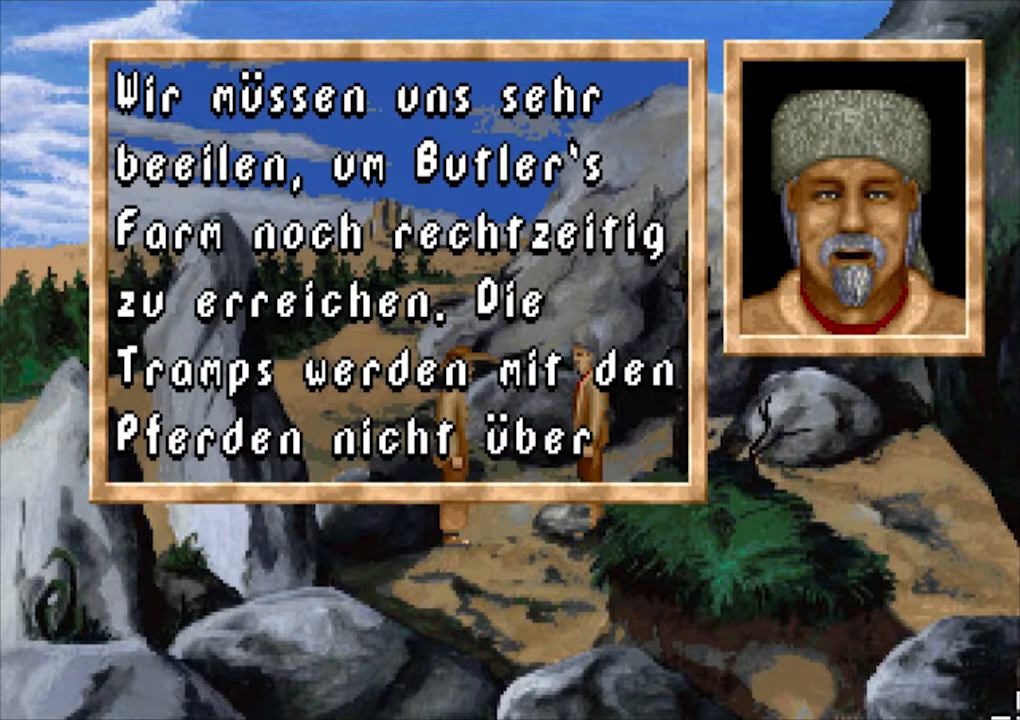 Wir müssen uns sehr
beeilen, um Butler's
Farm noch rechtzeitig
zu erreichen. Die
Tramps werden mit den
Pferden nicht über